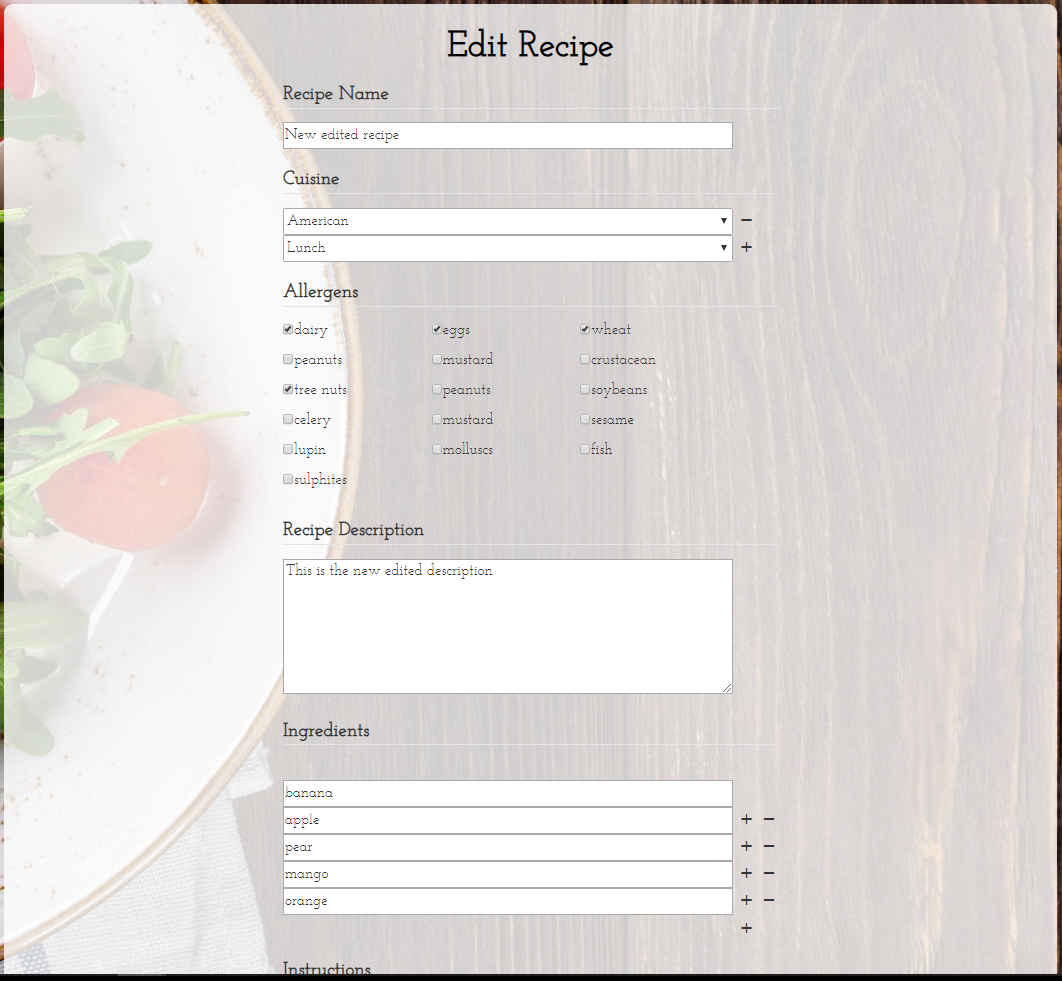 Edit Recipe
Recipe Name
New edited recipe
Cuisine
American ▼ −
Lunch ▼ +
Allergens
dairy eggs wheat
peanuts mustard crustacean
tree nuts peanuts soybeans
celery mustard sesame
lupin molluscs fish
sulphites
Recipe Description
This is the new edited description
Ingredients
banana
apple + −
pear + −
mango + −
orange + −
+
Instructions